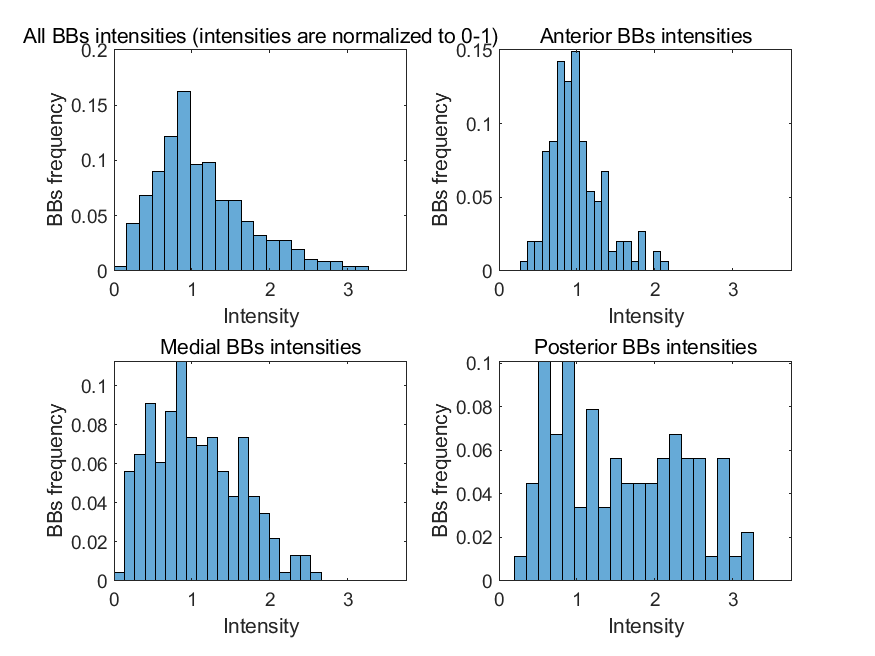 All BBs intensities (intensities are normalized to 0-1)
0.2
0.15
0.1
0.05
0
BBs frequency
0 1 2 3
Intensity
Anterior BBs intensities
0.15
0.1
0.05
0
BBs frequency
0 1 2 3
Intensity
Medial BBs intensities
0.1
0.08
0.06
0.04
0.02
0
BBs frequency
0 1 2 3
Intensity
Posterior BBs intensities
0.1
0.08
0.06
0.04
0.02
0
BBs frequency
0 1 2 3
Intensity